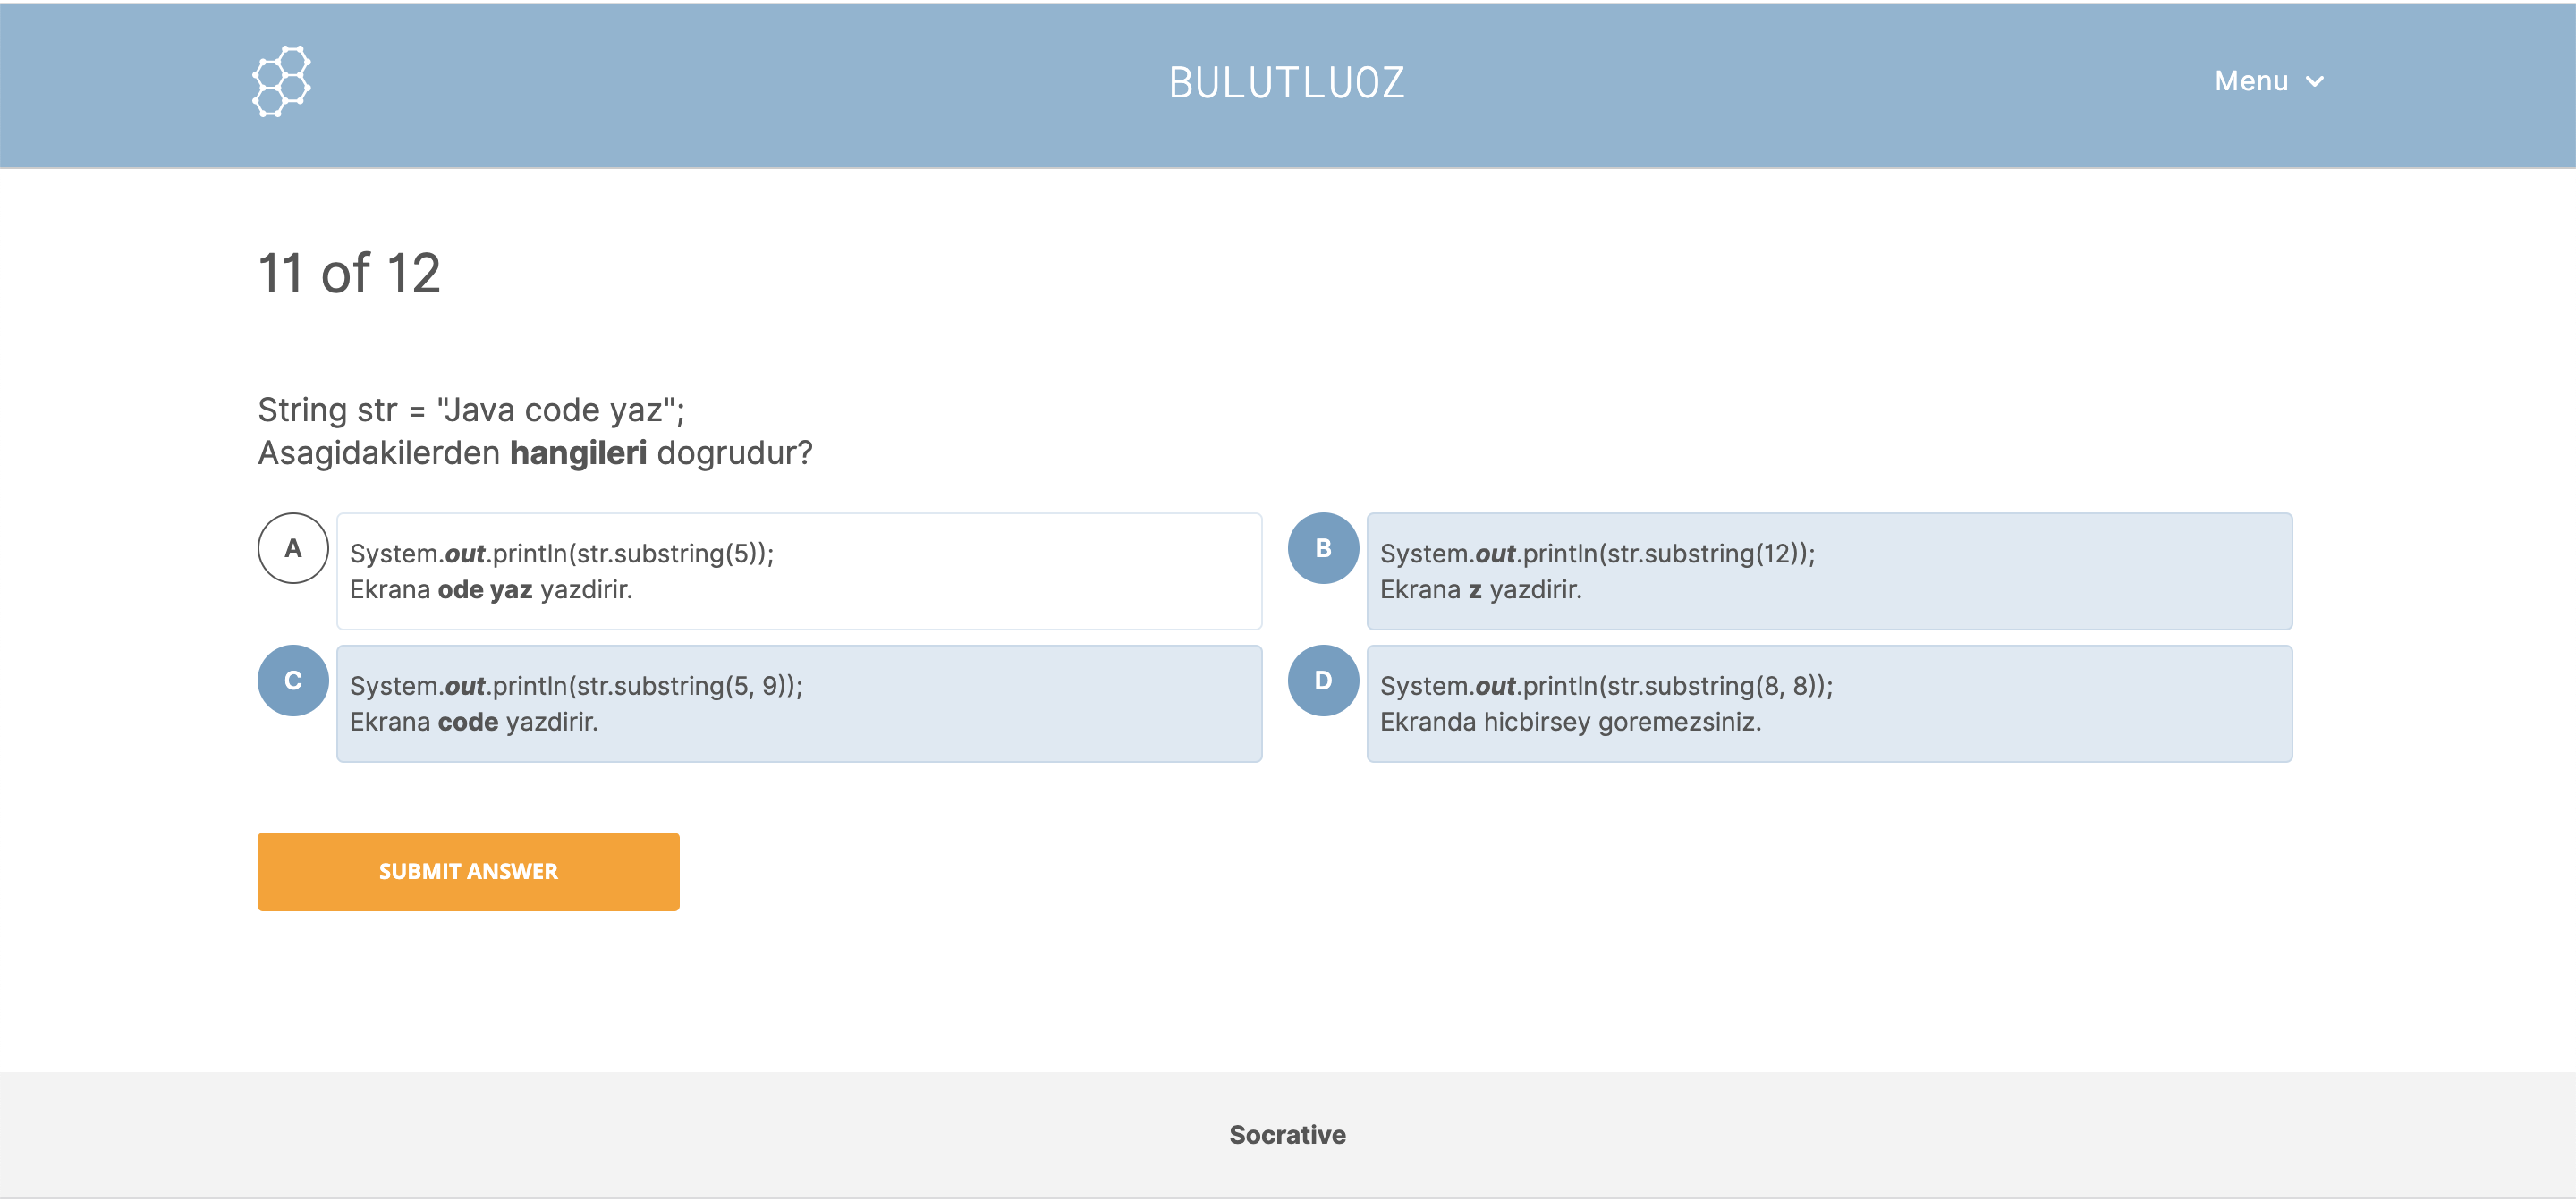 BULUTLUOZ
Menu
11 of 12
String str = "Java code yaz";
Asagidakilerden hangileri dogrudur?
A
System.out.println(str.substring(5));
Ekrana ode yaz yazdirir.
B
System.out.println(str.substring(12));
Ekrana z yazdirir.
C
System.out.println(str.substring(5, 9));
Ekrana code yazdirir.
D
System.out.println(str.substring(8, 8));
Ekranda hicbirsey goremezsiniz.
SUBMIT ANSWER
Socrative